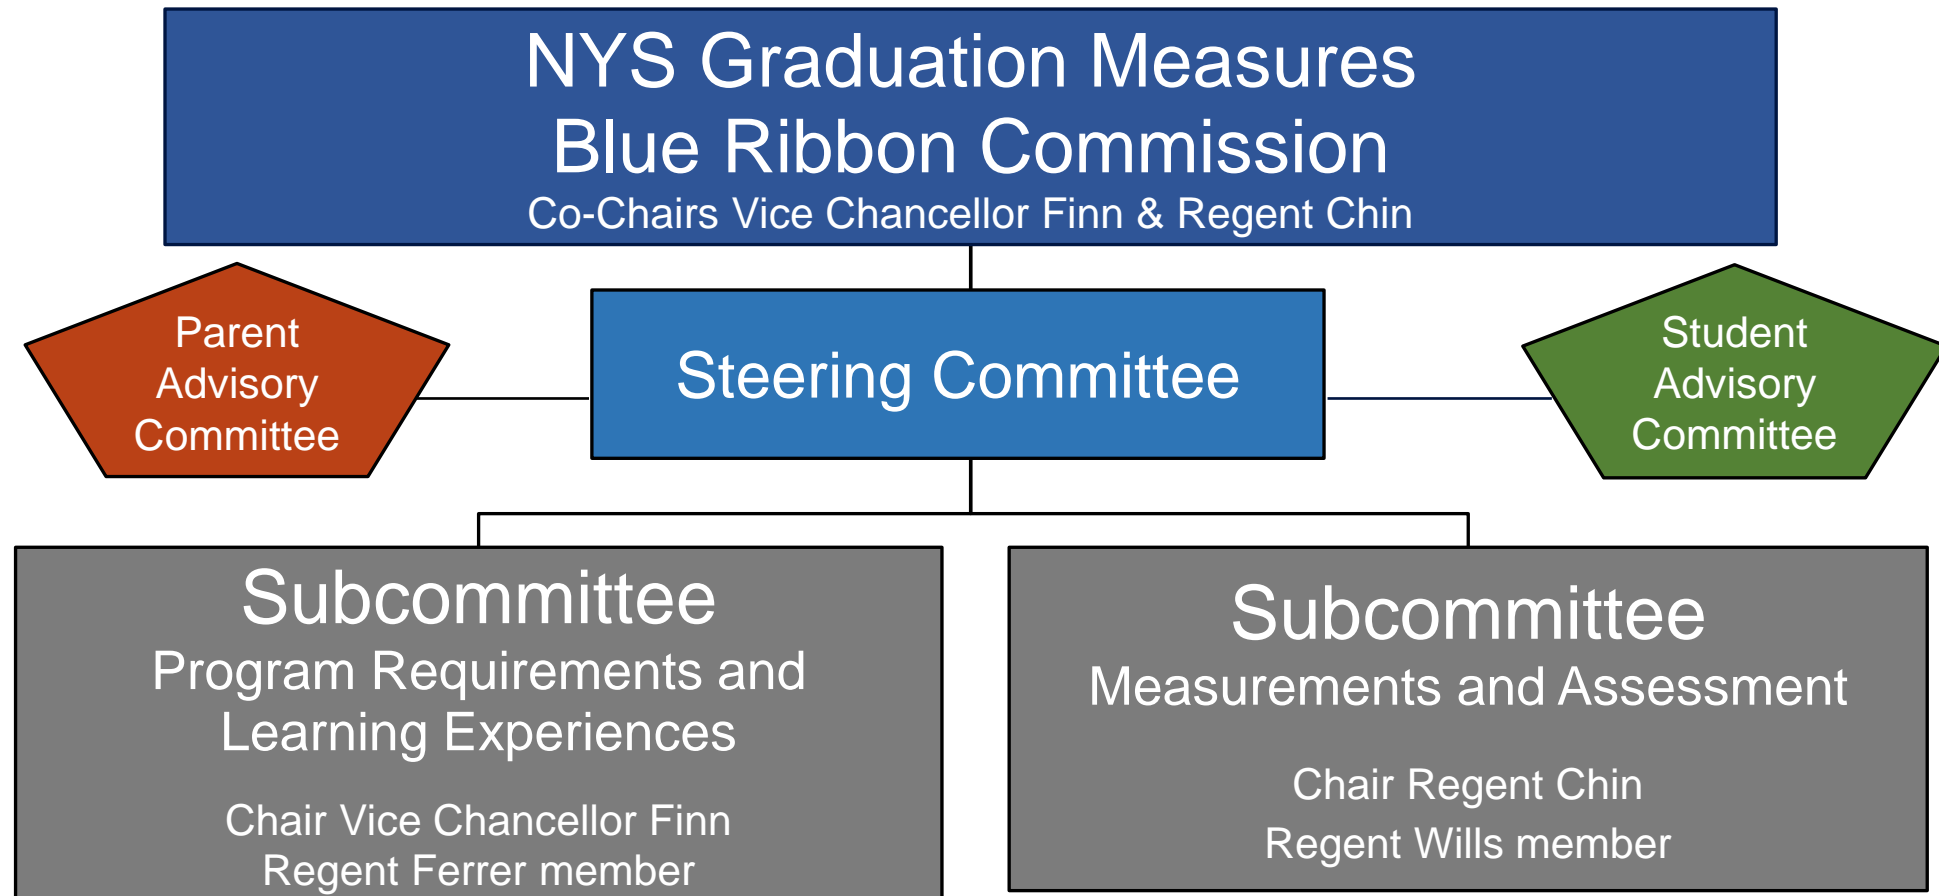 NYS Graduation Measures
Blue Ribbon Commission
Co-Chairs Vice Chancellor Finn & Regent Chin
Parent
Advisory
Committee
Steering Committee
Student
Advisory
Committee
Subcommittee
Program Requirements and
Learning Experiences
Chair Vice Chancellor Finn
Regent Ferrer member
Subcommittee
Measurements and Assessment
Chair Regent Chin
Regent Wills member